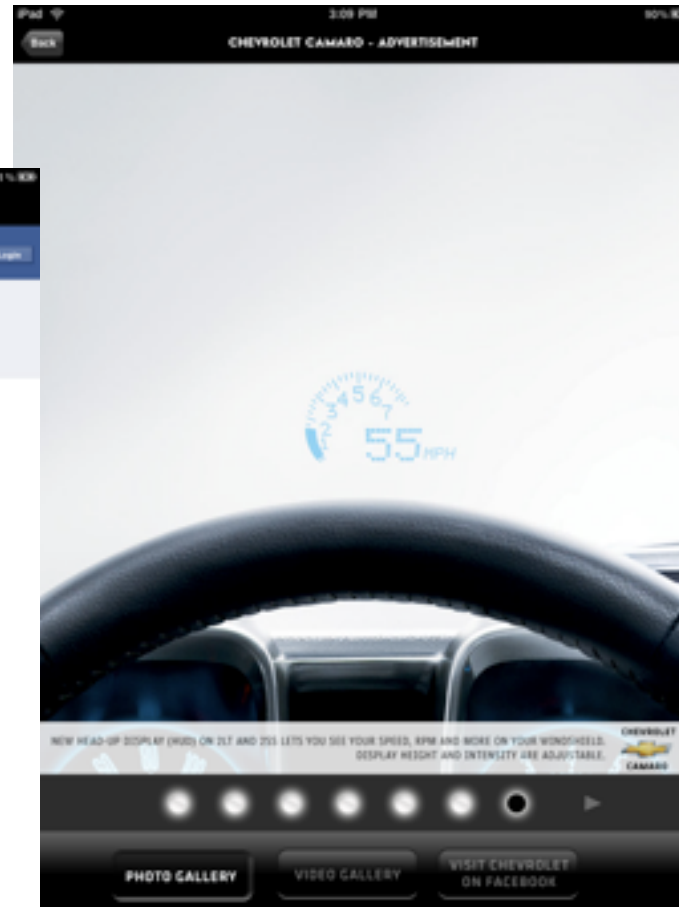 iPad 3:09 PM 90%
Back CHEVROLET CAMARO - ADVERTISEMENT
Login
4 5 6
3 7
2
55 MPH
NEW HEAD-UP DISPLAY (HUD) ON 2LT AND 2SS LETS YOU SEE YOUR SPEED, RPM AND MORE ON YOUR WINDSHIELD.
DISPLAY HEIGHT AND INTENSITY ARE ADJUSTABLE.
CHEVROLET
CAMARO
PHOTO GALLERY
VIDEO GALLERY
VISIT CHEVROLET
ON FACEBOOK